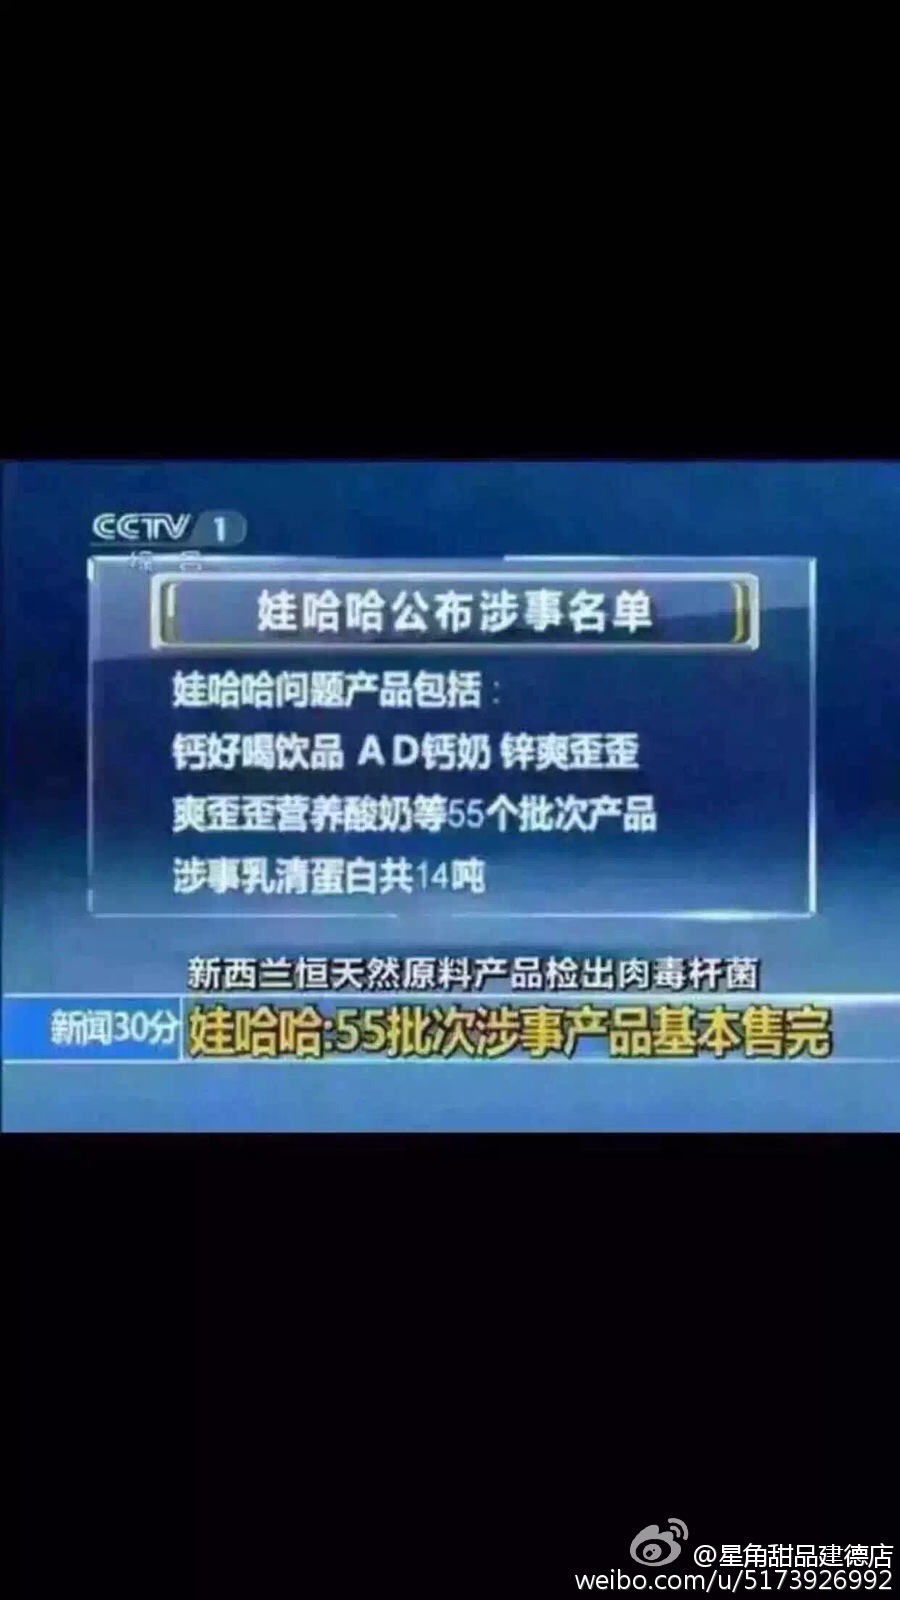 CCTV 1
综合
娃哈哈公布涉事名单
娃哈哈问题产品包括：
钙好喝饮品 AD钙奶 锌爽歪歪
爽歪歪营养酸奶等55个批次产品
涉事乳清蛋白共14吨
新西兰恒天然原料产品检出肉毒杆菌
新闻30分
娃哈哈:55批次涉事产品基本售完
@星角甜品建德店
weibo.com/u/5173926992